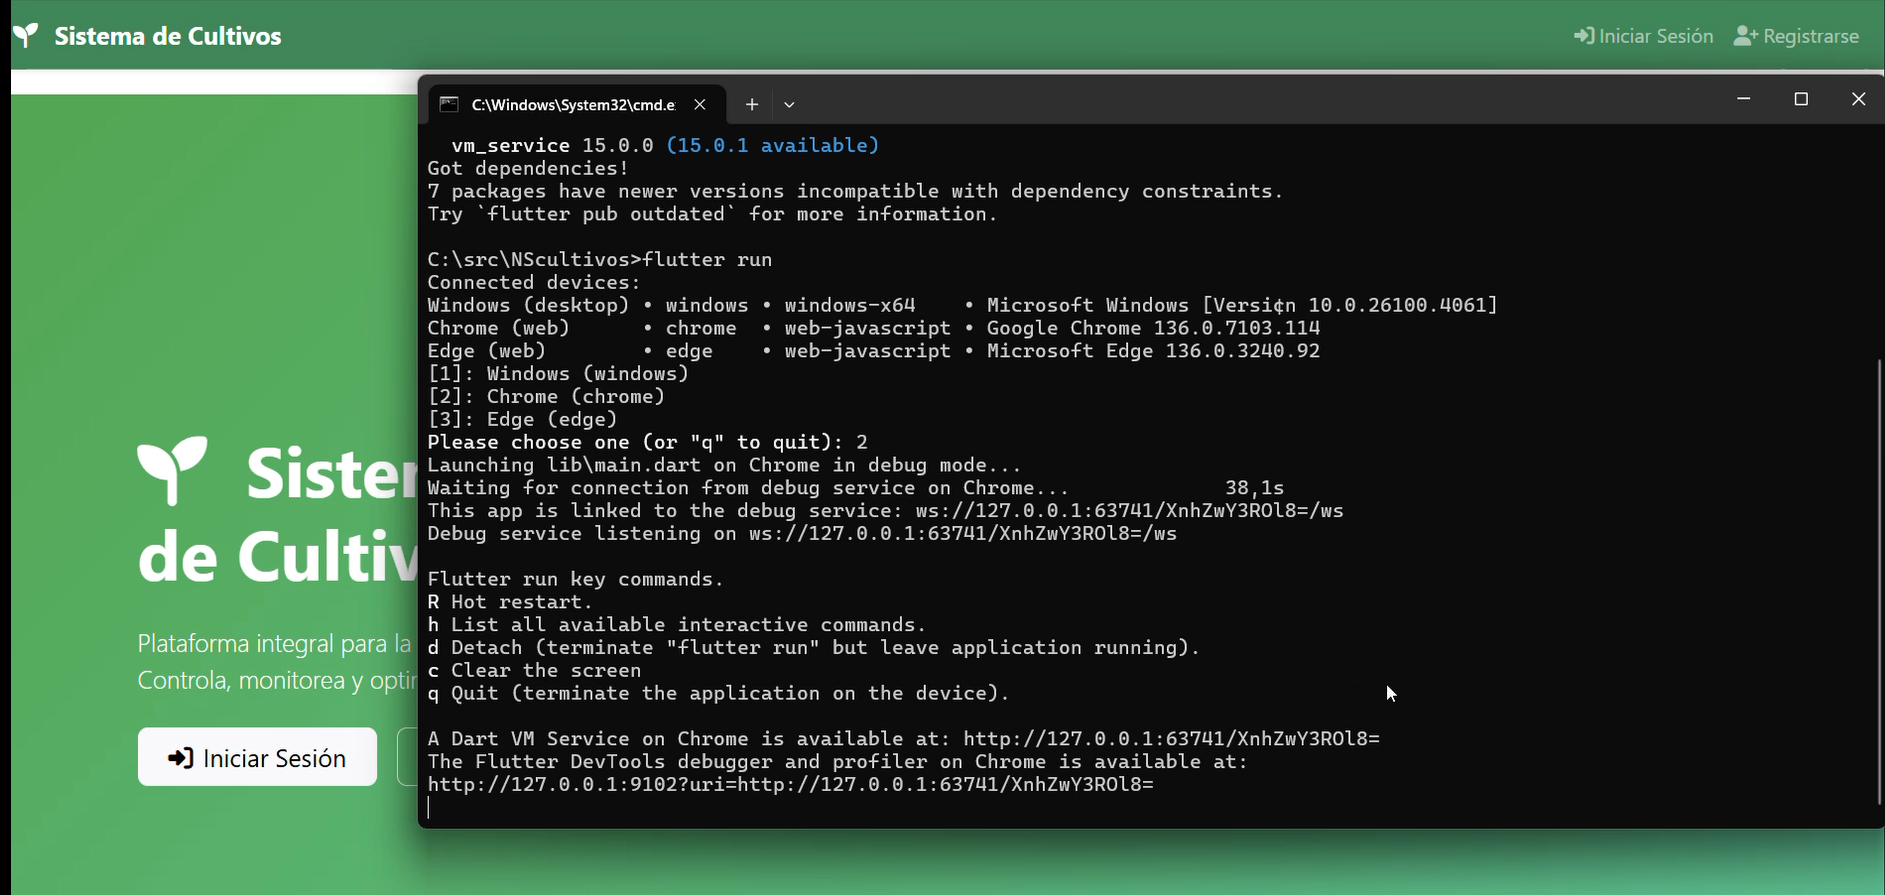 Sistema de Cultivos
Iniciar Sesión
Registrarse
C:\Windows\System32\cmd.e
vm_service 15.0.0 (15.0.1 available)
Got dependencies!
7 packages have newer versions incompatible with dependency constraints.
Try `flutter pub outdated` for more information.
C:\src\NScultivos>flutter run
Connected devices:
Windows (desktop) • windows • windows-x64    • Microsoft Windows [Versi¢n 10.0.26100.4061]
Chrome (web)      • chrome  • web-javascript • Google Chrome 136.0.7103.114
Edge (web)        • edge    • web-javascript • Microsoft Edge 136.0.3240.92
[1]: Windows (windows)
[2]: Chrome (chrome)
[3]: Edge (edge)
Please choose one (or "q" to quit): 2
Launching lib\main.dart on Chrome in debug mode...
Waiting for connection from debug service on Chrome...             38,1s
This app is linked to the debug service: ws://127.0.0.1:63741/XnhZwY3ROl8=/ws
Debug service listening on ws://127.0.0.1:63741/XnhZwY3ROl8=/ws
Flutter run key commands.
R Hot restart.
h List all available interactive commands.
d Detach (terminate "flutter run" but leave application running).
c Clear the screen
q Quit (terminate the application on the device).
A Dart VM Service on Chrome is available at: http://127.0.0.1:63741/XnhZwY3ROl8=
The Flutter DevTools debugger and profiler on Chrome is available at:
http://127.0.0.1:9102?uri=http://127.0.0.1:63741/XnhZwY3ROl8=
Sistem
de Cultiv
Plataforma integral para la
Controla, monitorea y optim
Iniciar Sesión